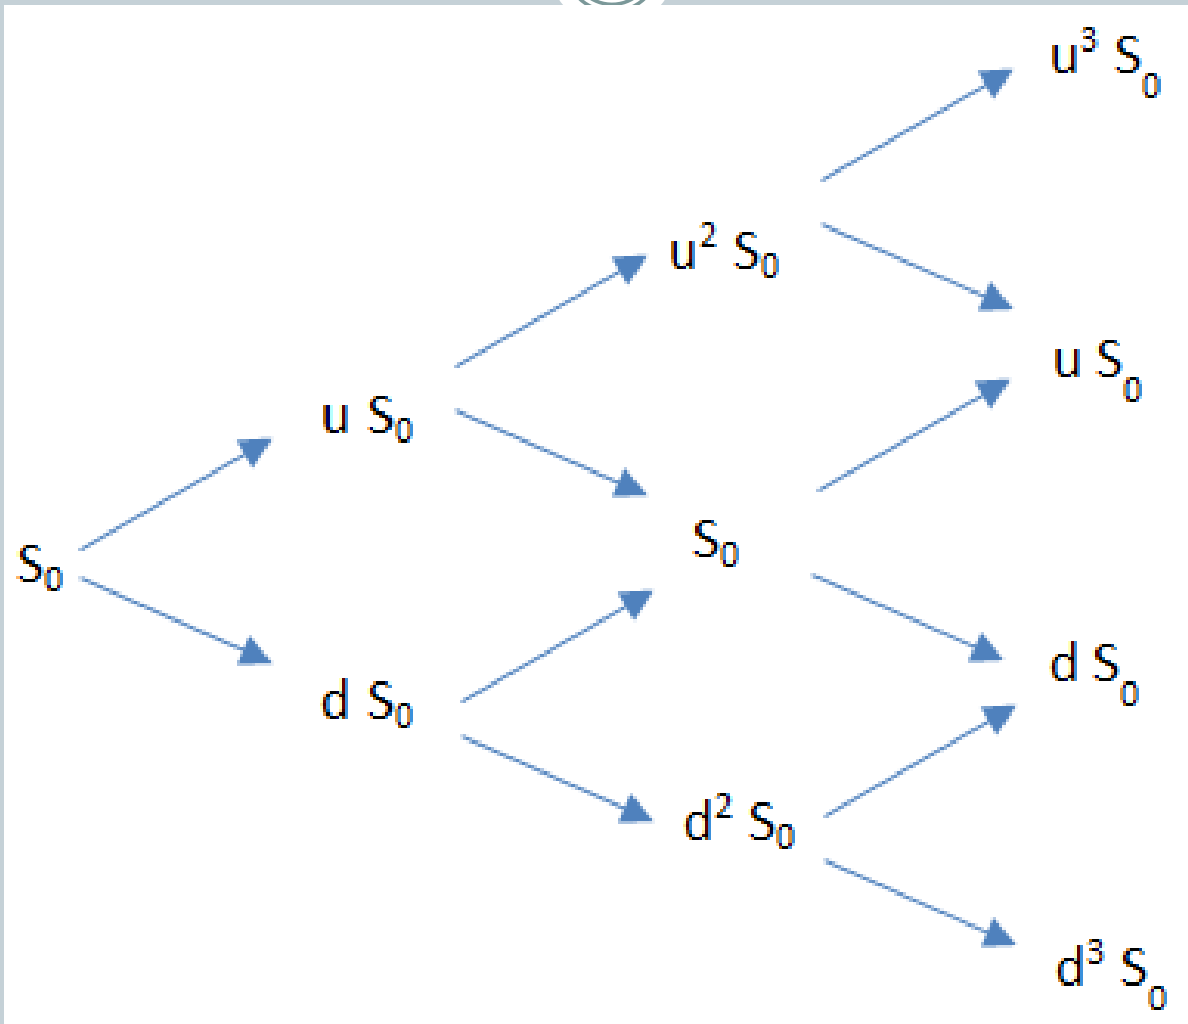 u³ S₀
u² S₀
u S₀
u S₀
S₀
S₀
d S₀
d S₀
d² S₀
d³ S₀